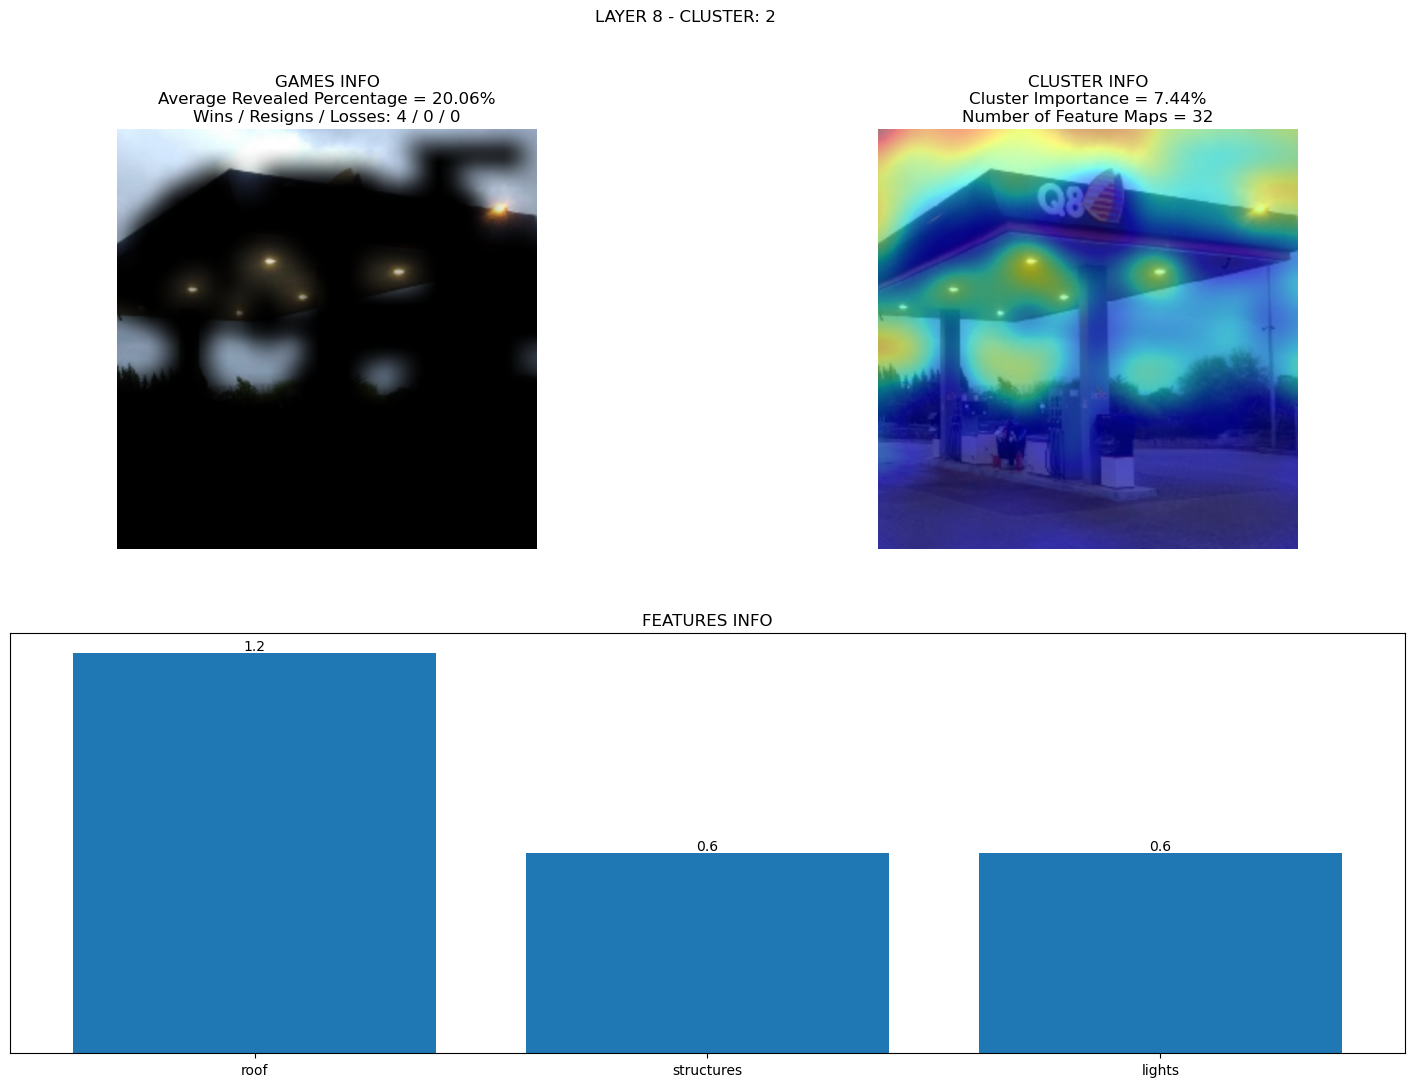 LAYER 8 - CLUSTER: 2
GAMES INFO
Average Revealed Percentage = 20.06%
Wins / Resigns / Losses: 4 / 0 / 0
CLUSTER INFO
Cluster Importance = 7.44%
Number of Feature Maps = 32
Q8
FEATURES INFO
1.2
0.6
0.6
roof
structures
lights